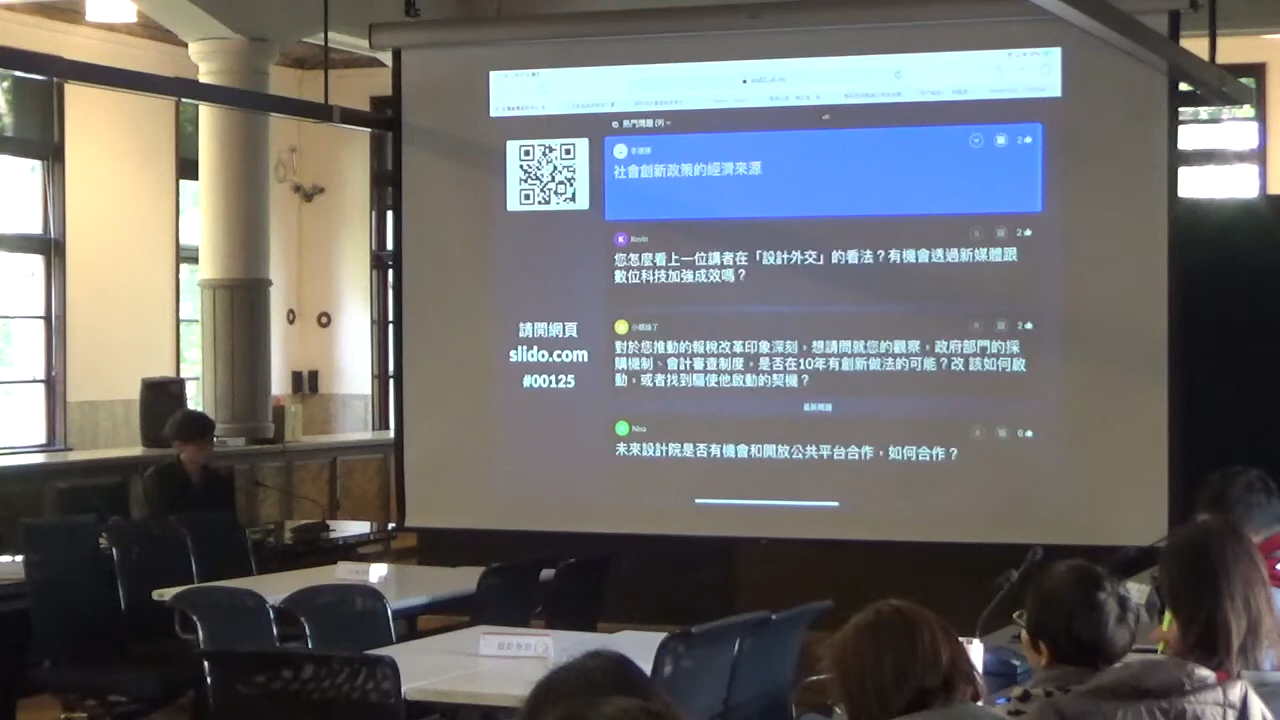 熱門問題 (9)
2
社會創新政策的經濟來源
Kevin
2
您怎麼看上一位講者在「設計外交」的看法？有機會透過新媒體跟
數位科技加強成效嗎？
2
對於您推動的報稅改革印象深刻，想請問就您的觀察，政府部門的採
購機制、會計審查制度，是否在10年有創新做法的可能？改 該如何啟
動，或者找到驅使他啟動的契機？
最新問題
Nina
0
未來設計院是否有機會和開放公共平台合作，如何合作？
請開網頁
slido.com
#00125